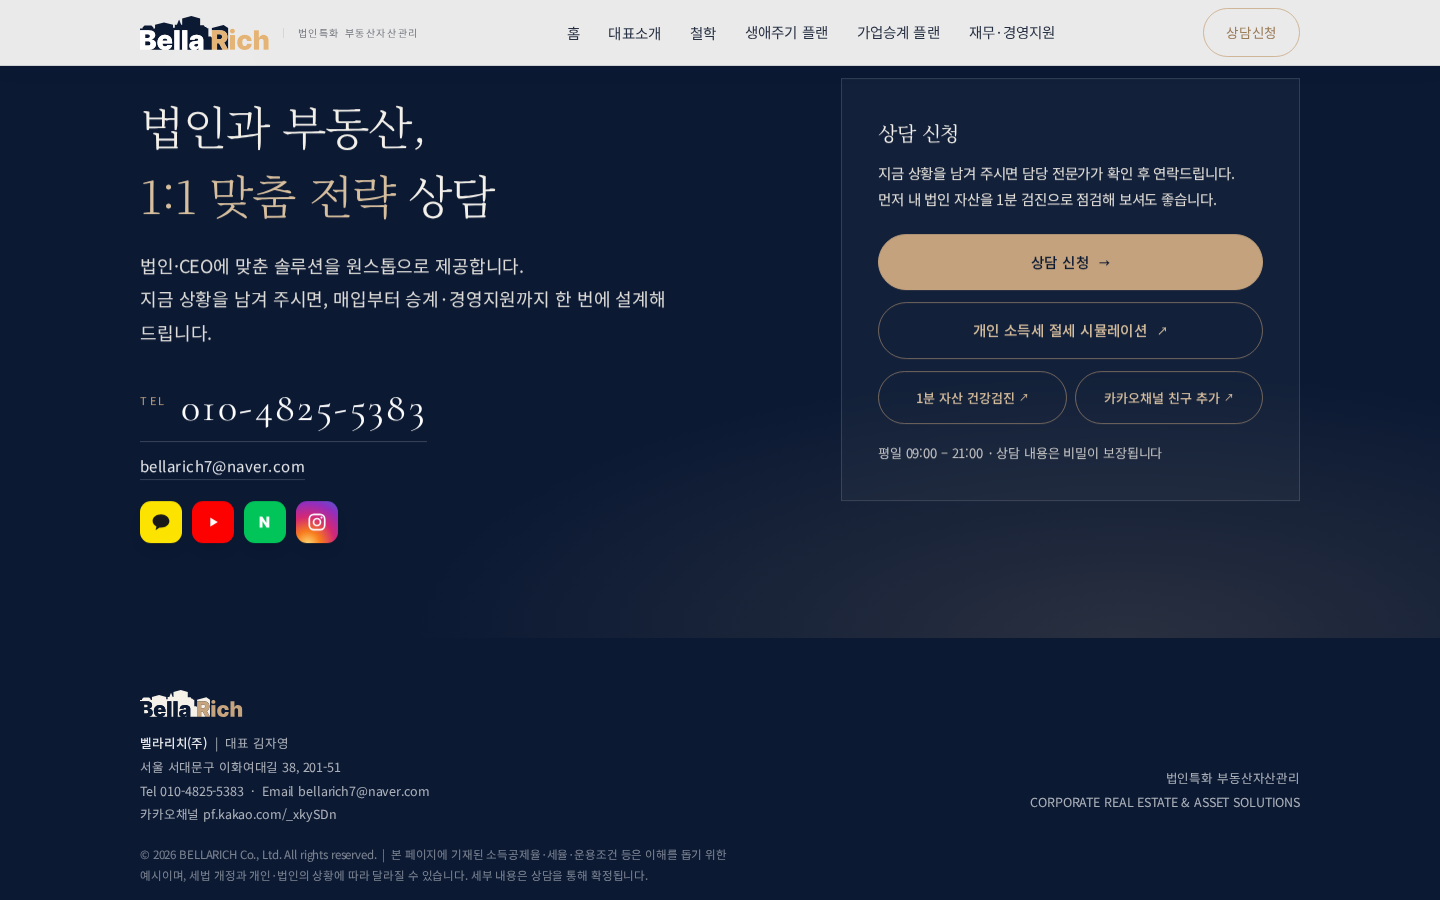 Bella Rich
법인특화 부동산자산관리
홈
대표소개
철학
생애주기 플랜
가업승계 플랜
재무·경영지원
상담신청
법인과 부동산,
1:1 맞춤 전략 상담
법인·CEO에 맞춘 솔루션을 원스톱으로 제공합니다.
지금 상황을 남겨 주시면, 매입부터 승계·경영지원까지 한 번에 설계해
드립니다.
TEL 010-4825-5383
bellarich7@naver.com
N
상담 신청
지금 상황을 남겨 주시면 담당 전문가가 확인 후 연락드립니다.
먼저 내 법인 자산을 1분 검진으로 점검해 보셔도 좋습니다.
상담 신청 →
개인 소득세 절세 시뮬레이션 ↗
1분 자산 건강검진 ↗
카카오채널 친구 추가 ↗
평일 09:00 – 21:00 · 상담 내용은 비밀이 보장됩니다
Bella Rich
벨라리치(주) | 대표 김자영
서울 서대문구 이화여대길 38, 201-51
Tel 010-4825-5383 · Email bellarich7@naver.com
카카오채널 pf.kakao.com/_xkySDn
법인특화 부동산자산관리
CORPORATE REAL ESTATE & ASSET SOLUTIONS
© 2026 BELLARICH Co., Ltd. All rights reserved. | 본 페이지에 기재된 소득공제율·세율·운용조건 등은 이해를 돕기 위한
예시이며, 세법 개정과 개인·법인의 상황에 따라 달라질 수 있습니다. 세부 내용은 상담을 통해 확정됩니다.